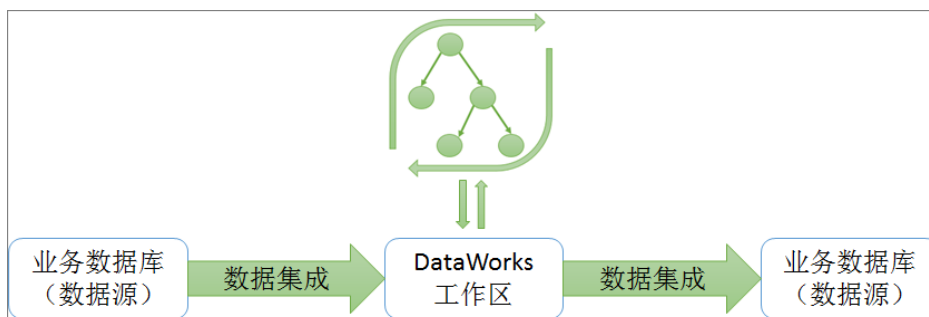 业务数据库
（数据源）
数据集成
DataWorks
工作区
数据集成
业务数据库
（数据源）